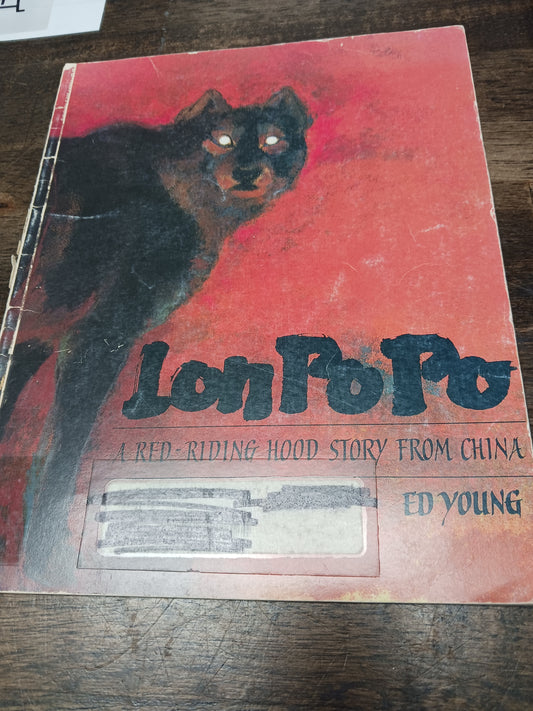 Lon Po Po
A RED-RIDING HOOD STORY FROM CHINA
ED YOUNG